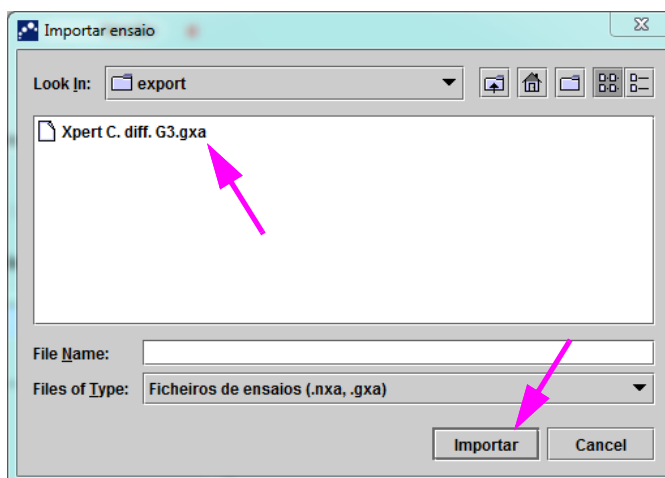 Importar ensaio
Look In: export
Xpert C. diff. G3.gxa
File Name:
Files of Type: Ficheiros de ensaios (.nxa, .gxa)
Importar Cancel